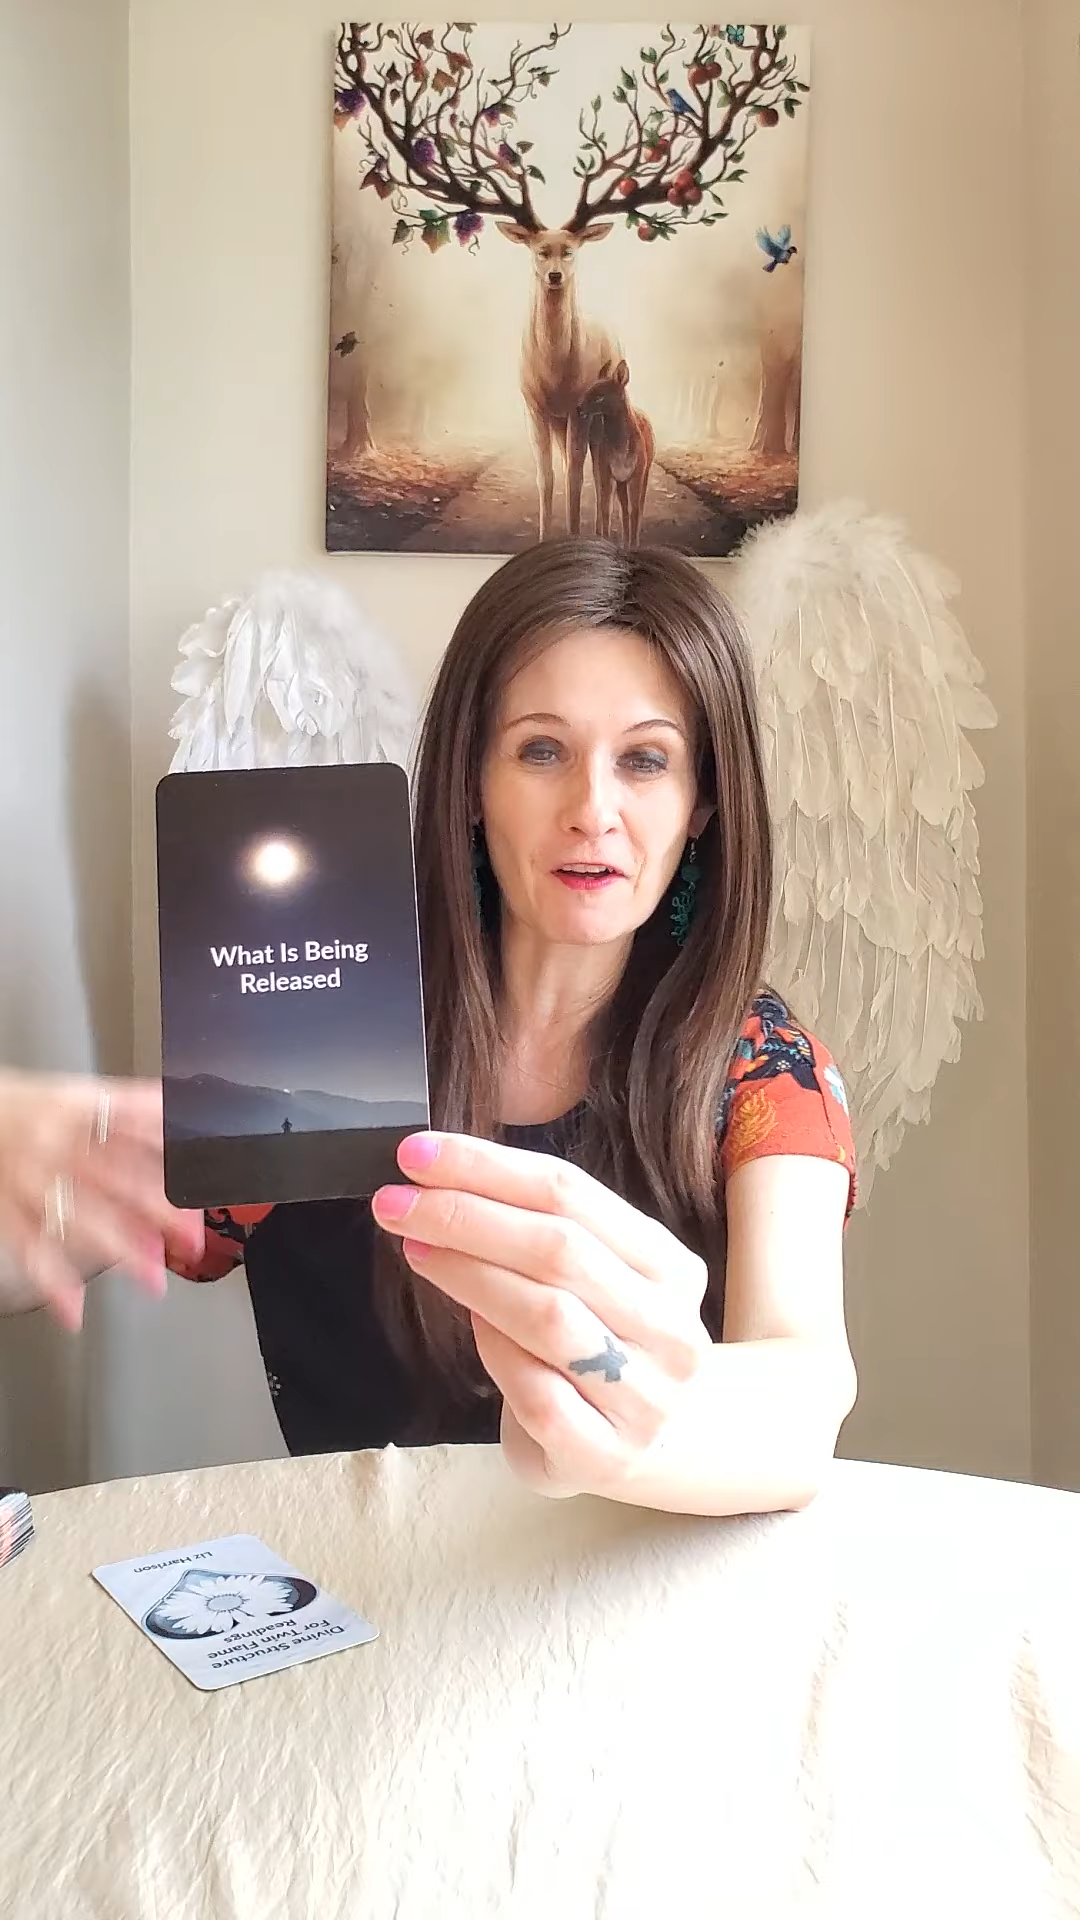 What Is Being
Released
Divine Structure
For Twin Flame
Readings
Liz Harrison